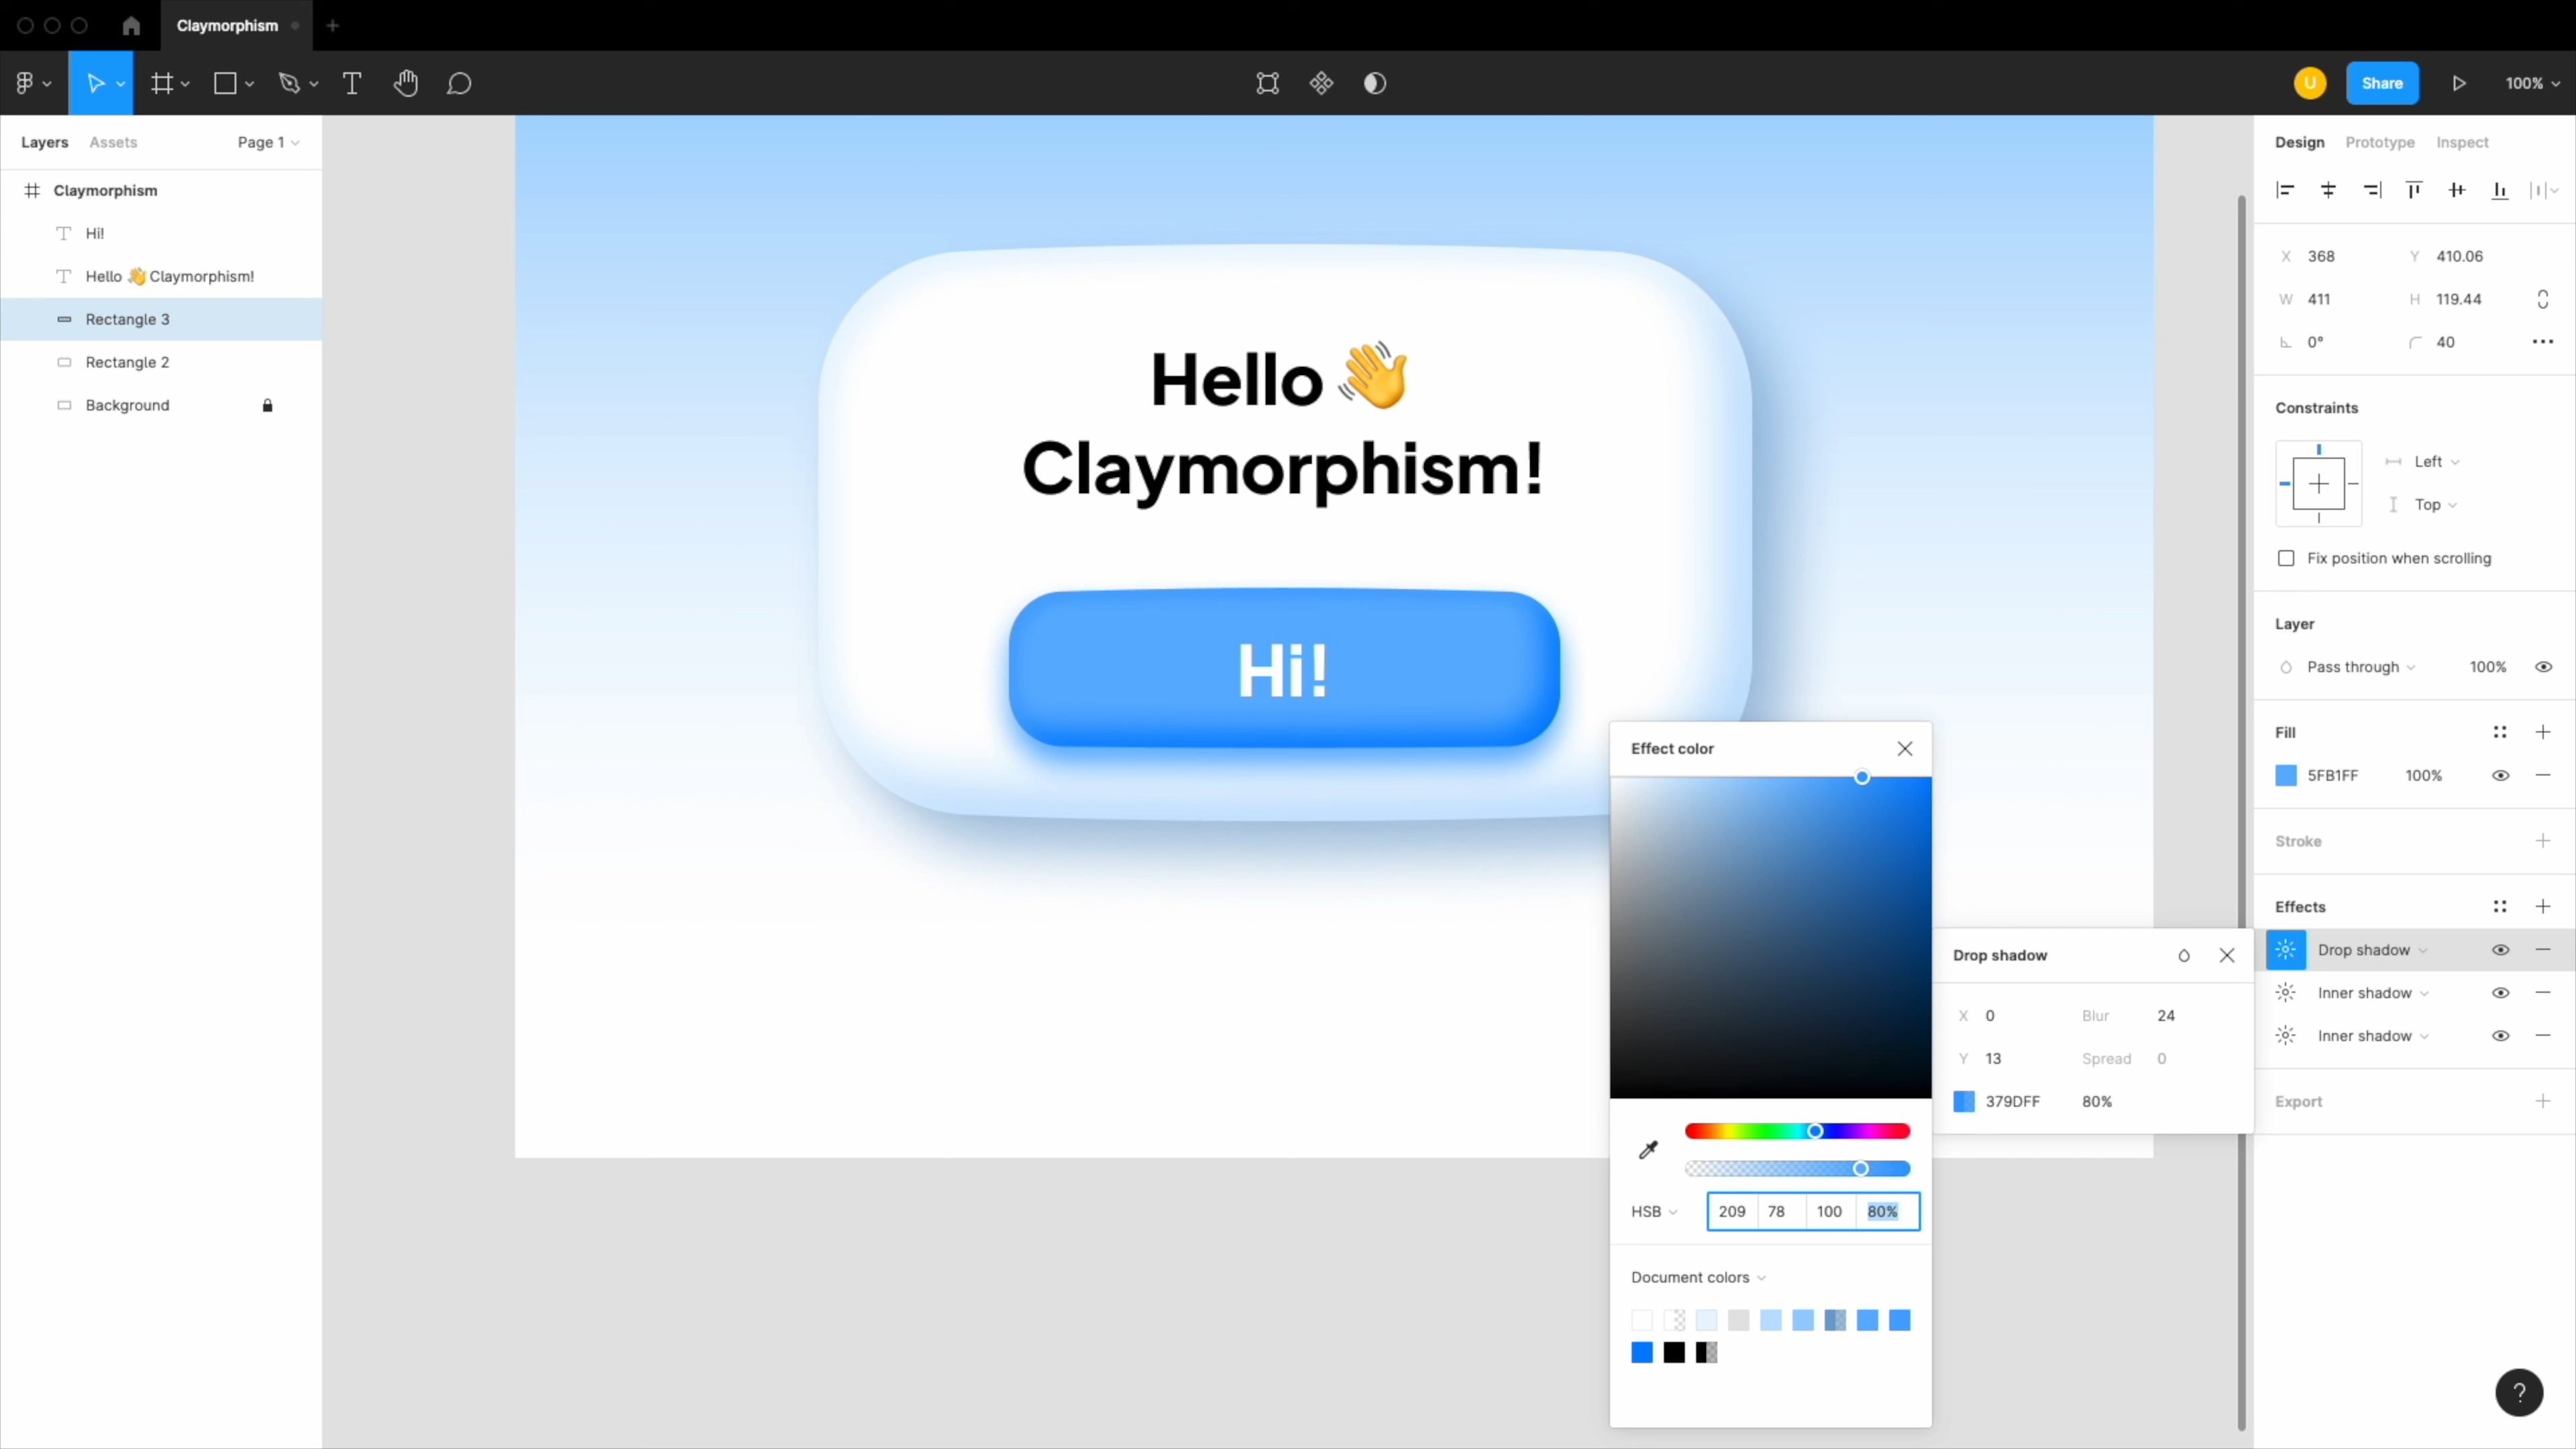 Claymorphism
U
Share
100%
Layers
Assets
Page 1
Claymorphism
Hi!
Hello 👋 Claymorphism!
Rectangle 3
Rectangle 2
Background
Hello 👋
Claymorphism!
Hi!
Effect color
HSB
209
78
100
80%
Document colors
Drop shadow
X
0
Blur
24
Y
13
Spread
0
379DFF
80%
Design
Prototype
Inspect
X
368
Y
410.06
W
411
H
119.44
0°
40
Constraints
Left
Top
Fix position when scrolling
Layer
Pass through
100%
Fill
5FB1FF
100%
Stroke
Effects
Drop shadow
Inner shadow
Inner shadow
Export
?